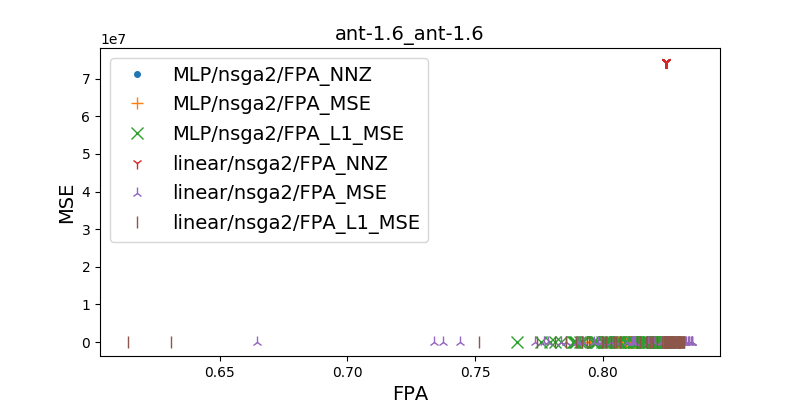 ant-1.6_ant-1.6
1e7
MLP/nsga2/FPA_NNZ
MLP/nsga2/FPA_MSE
MLP/nsga2/FPA_L1_MSE
linear/nsga2/FPA_NNZ
linear/nsga2/FPA_MSE
linear/nsga2/FPA_L1_MSE
7
6
5
4
3
2
1
0
MSE
0.65 0.70 0.75 0.80
FPA